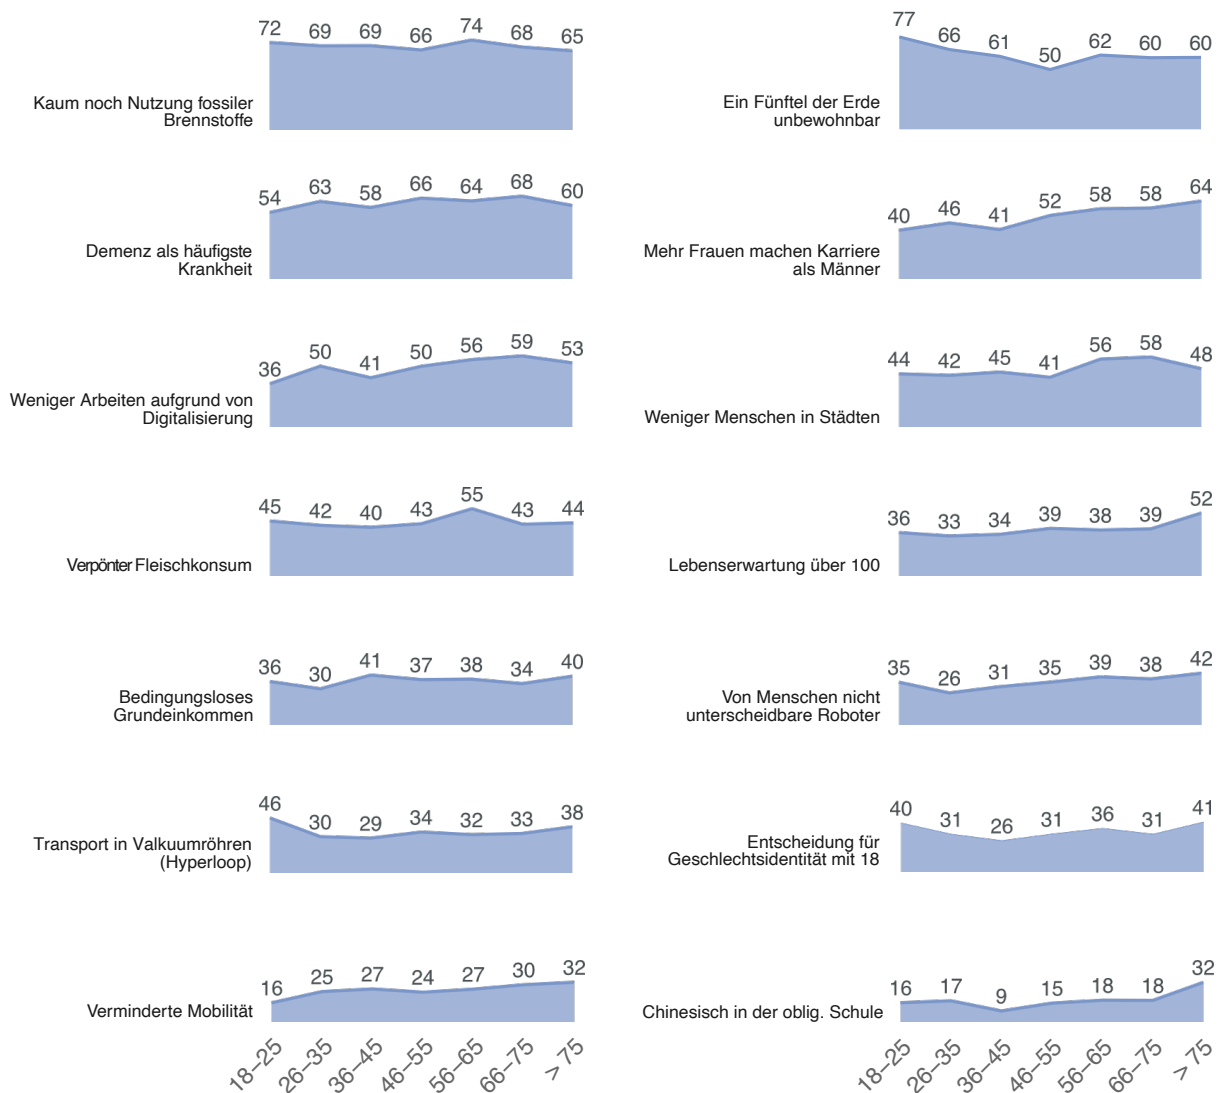 72 69 69 66 74 68 65
Kaum noch Nutzung fossiler
Brennstoffe
77 66 61 50 62 60 60
Ein Fünftel der Erde
unbewohnbar
54 63 58 66 64 68 60
Demenz als häufigste
Krankheit
40 46 41 52 58 58 64
Mehr Frauen machen Karriere
als Männer
36 50 41 50 56 59 53
Weniger Arbeiten aufgrund von
Digitalisierung
44 42 45 41 56 58 48
Weniger Menschen in Städten
45 42 40 43 55 43 44
Verpönter Fleischkonsum
36 33 34 39 38 39 52
Lebenserwartung über 100
36 30 41 37 38 34 40
Bedingungsloses
Grundeinkommen
35 26 31 35 39 38 42
Von Menschen nicht
unterscheidbare Roboter
46 30 29 34 32 33 38
Transport in Valkuumröhren
(Hyperloop)
40 31 26 31 36 31 41
Entscheidung für
Geschlechtsidentität mit 18
16 25 27 24 27 30 32
Verminderte Mobilität
16 17 9 15 18 18 32
Chinesisch in der oblig. Schule
18–25 26–35 36–45 46–55 56–65 66–75 > 75
18–25 26–35 36–45 46–55 56–65 66–75 > 75